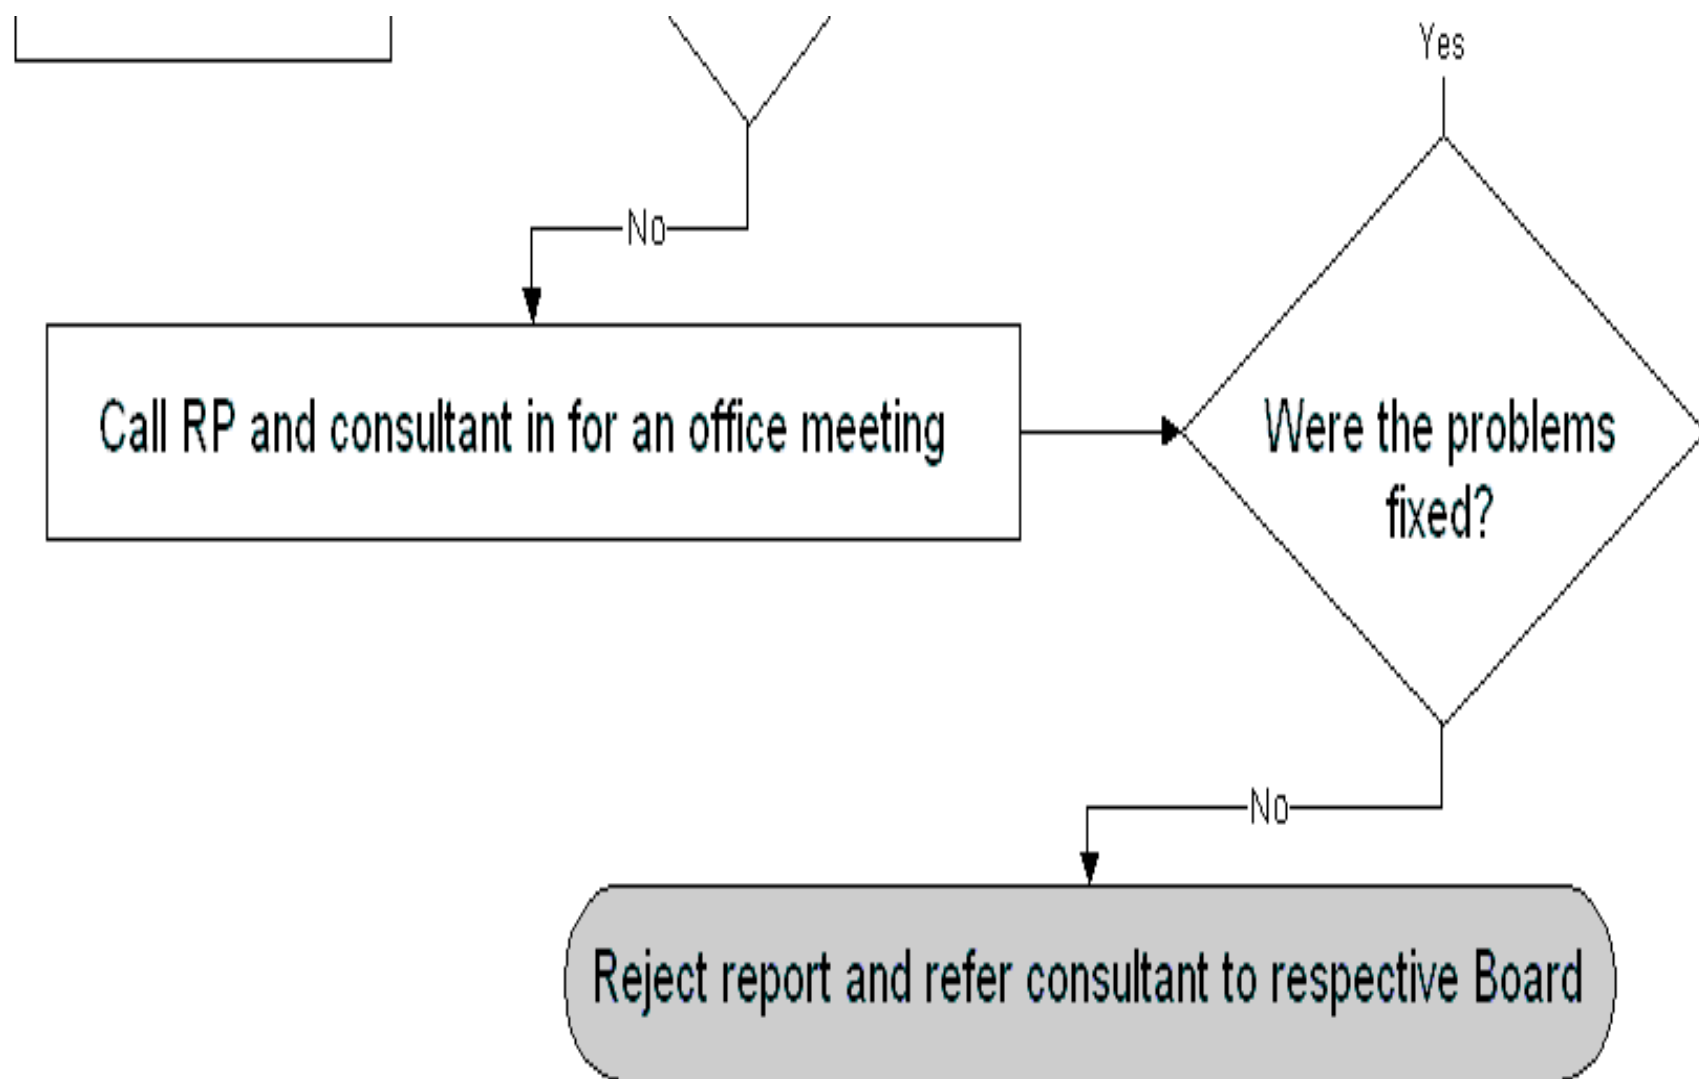 Yes
No
Call RP and consultant in for an office meeting
Were the problems
fixed?
No
Reject report and refer consultant to respective Board